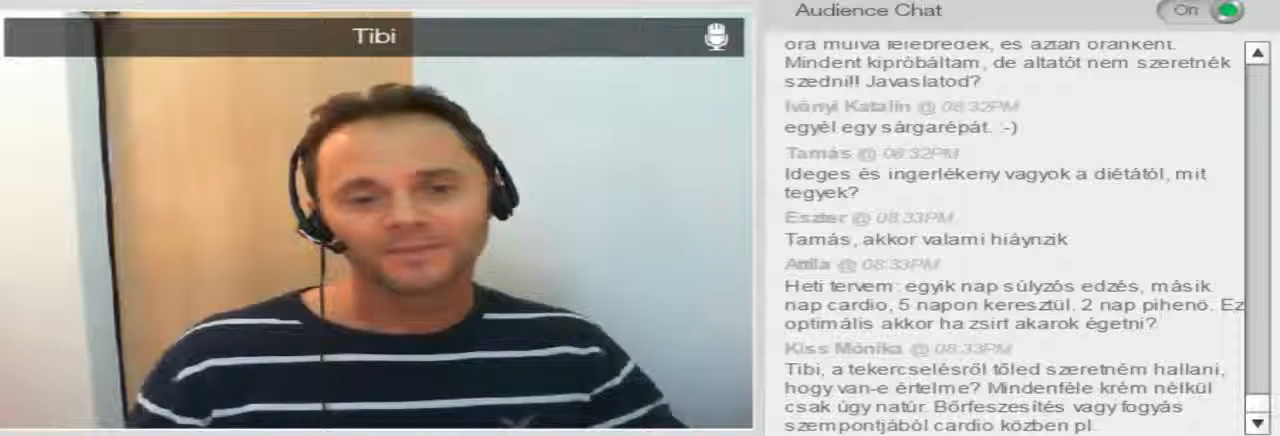 Tibi
Audience Chat
On
óra múlva felébredek, és aztán óránként.
Mindent kipróbáltam, de altatót nem szeretnék
szedni!! Javaslatod?
Iványi Katalin @ 08:32PM
egyél egy sárgarépát. :-)
Tamás @ 08:32PM
Ideges és ingerlékeny vagyok a diétától, mit
tegyek?
Eszter @ 08:33PM
Tamás, akkor valami hiáynzik
Attila @ 08:33PM
Heti tervem: egyik nap súlyzós edzés, másik
nap cardio, 5 napon keresztül. 2 nap pihenő. Ez
optimális akkor ha zsírt akarok égetni?
Kiss Mónika @ 08:33PM
Tibi, a tekercselésről tőled szeretném hallani,
hogy van-e értelme? Mindenféle krém nélkül
csak úgy natúr. Bőrfeszesítés vagy fogyás
szempontjából cardio közben pl.